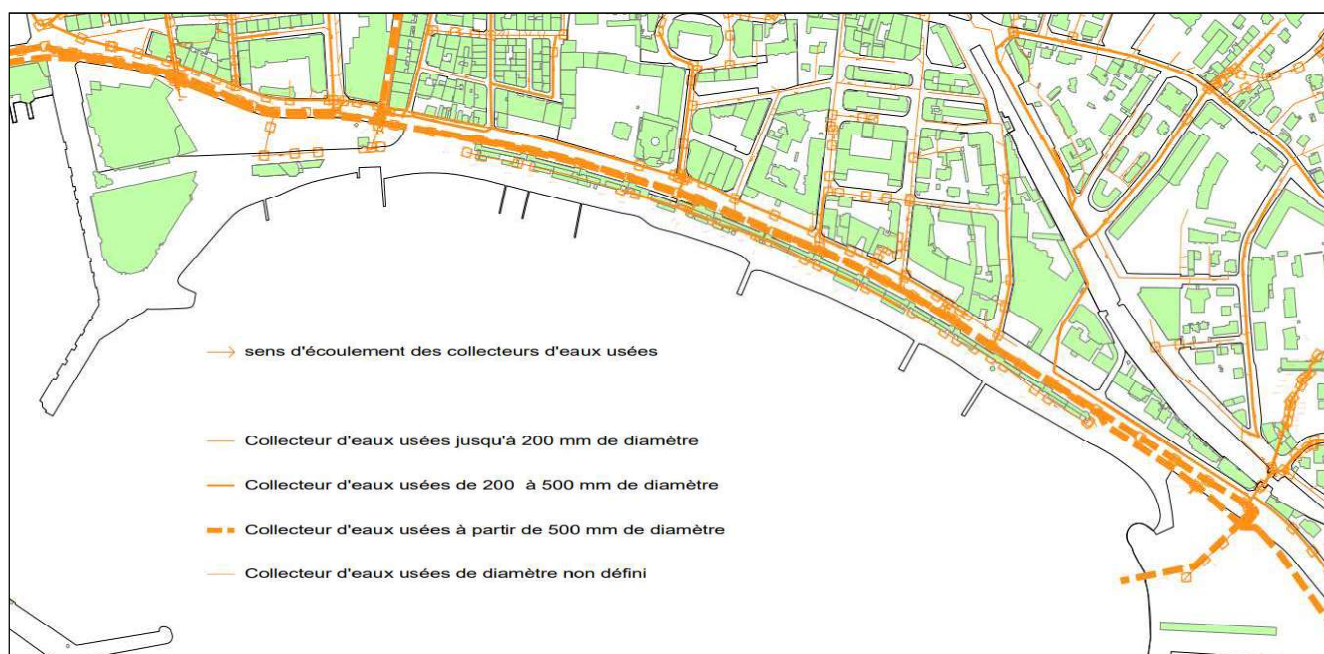 sens d'écoulement des collecteurs d'eaux usées
Collecteur d'eaux usées jusqu'à 200 mm de diamètre
Collecteur d'eaux usées de 200 à 500 mm de diamètre
Collecteur d'eaux usées à partir de 500 mm de diamètre
Collecteur d'eaux usées de diamètre non défini